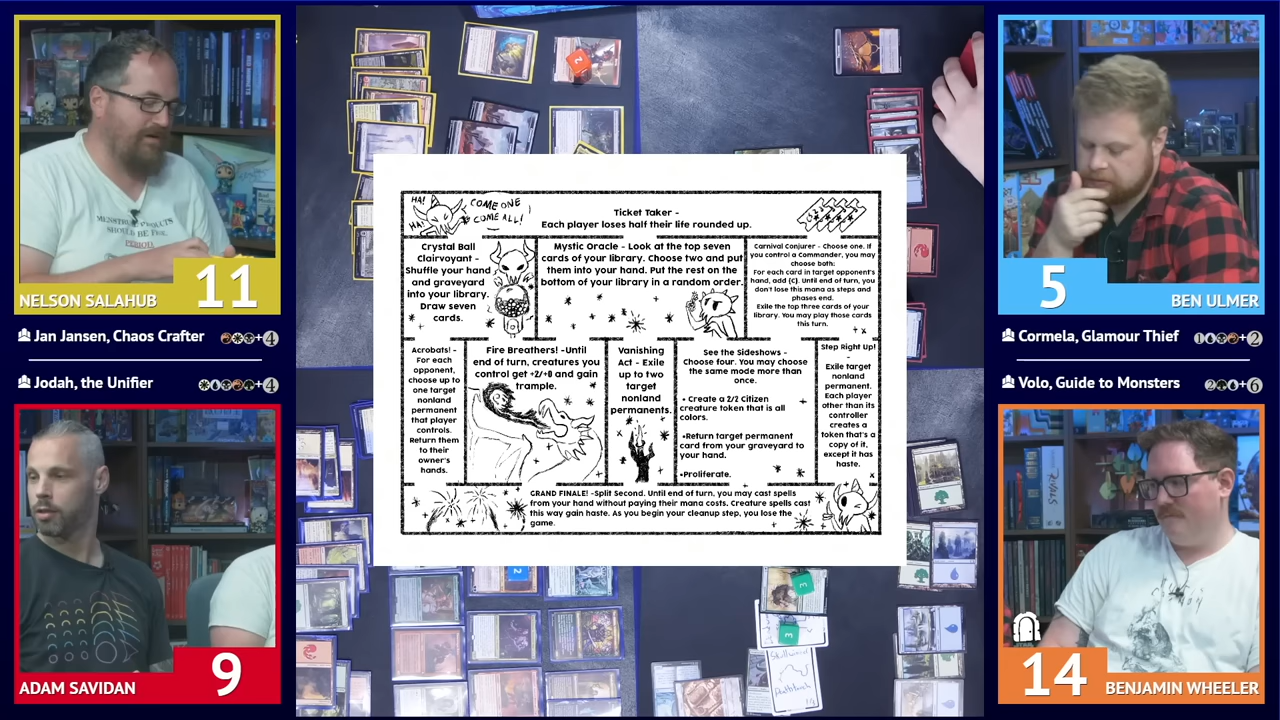 NELSON SALAHUB 11
Jan Jansen, Chaos Crafter +4
Jodah, the Unifier +4
ADAM SAVIDAN 9
5 BEN ULMER
Cormela, Glamour Thief 1 +2
Volo, Guide to Monsters 2 +6
14 BENJAMIN WHEELER
HA!
HA!
COME ONE
COME ALL!
Ticket Taker -
Each player loses half their life rounded up.
Crystal Ball
Clairvoyant -
Shuffle your hand
and graveyard
into your library.
Draw seven
cards.
Mystic Oracle - Look at the top seven
cards of your library. Choose two and put
them into your hand. Put the rest on the
bottom of your library in a random order.
Carnival Conjurer - Choose one. If
you control a Commander, you may
choose both:
For each card in target opponent's
hand, add {C}. Until end of turn, you
don't lose this mana as steps and
phases end.
Exile the top three cards of your
library. You may play those cards
this turn.
Acrobats! -
For each
opponent,
choose up to
one target
nonland
permanent
that player
controls.
Return them
to their
owner's
hands.
Fire Breathers! -Until
end of turn, creatures you
control get +2/+0 and gain
trample.
Vanishing
Act - Exile
up to two
target
nonland
permanents.
See the Sideshows -
Choose four. You may choose
the same mode more than
once.
• Create a 2/2 Citizen
creature token that is all
colors.
•Return target permanent
card from your graveyard to
your hand.
•Proliferate.
Step Right Up!
-
Exile target
nonland
permanent.
Each player
other than its
controller
creates a
token that's a
copy of it,
except it has
haste.
GRAND FINALE! -Split Second. Until end of turn, you may cast spells
from your hand without paying their mana costs. Creature spells cast
this way gain haste. As you begin your cleanup step, you lose the
game.
2
2
3
3
Deathtouch